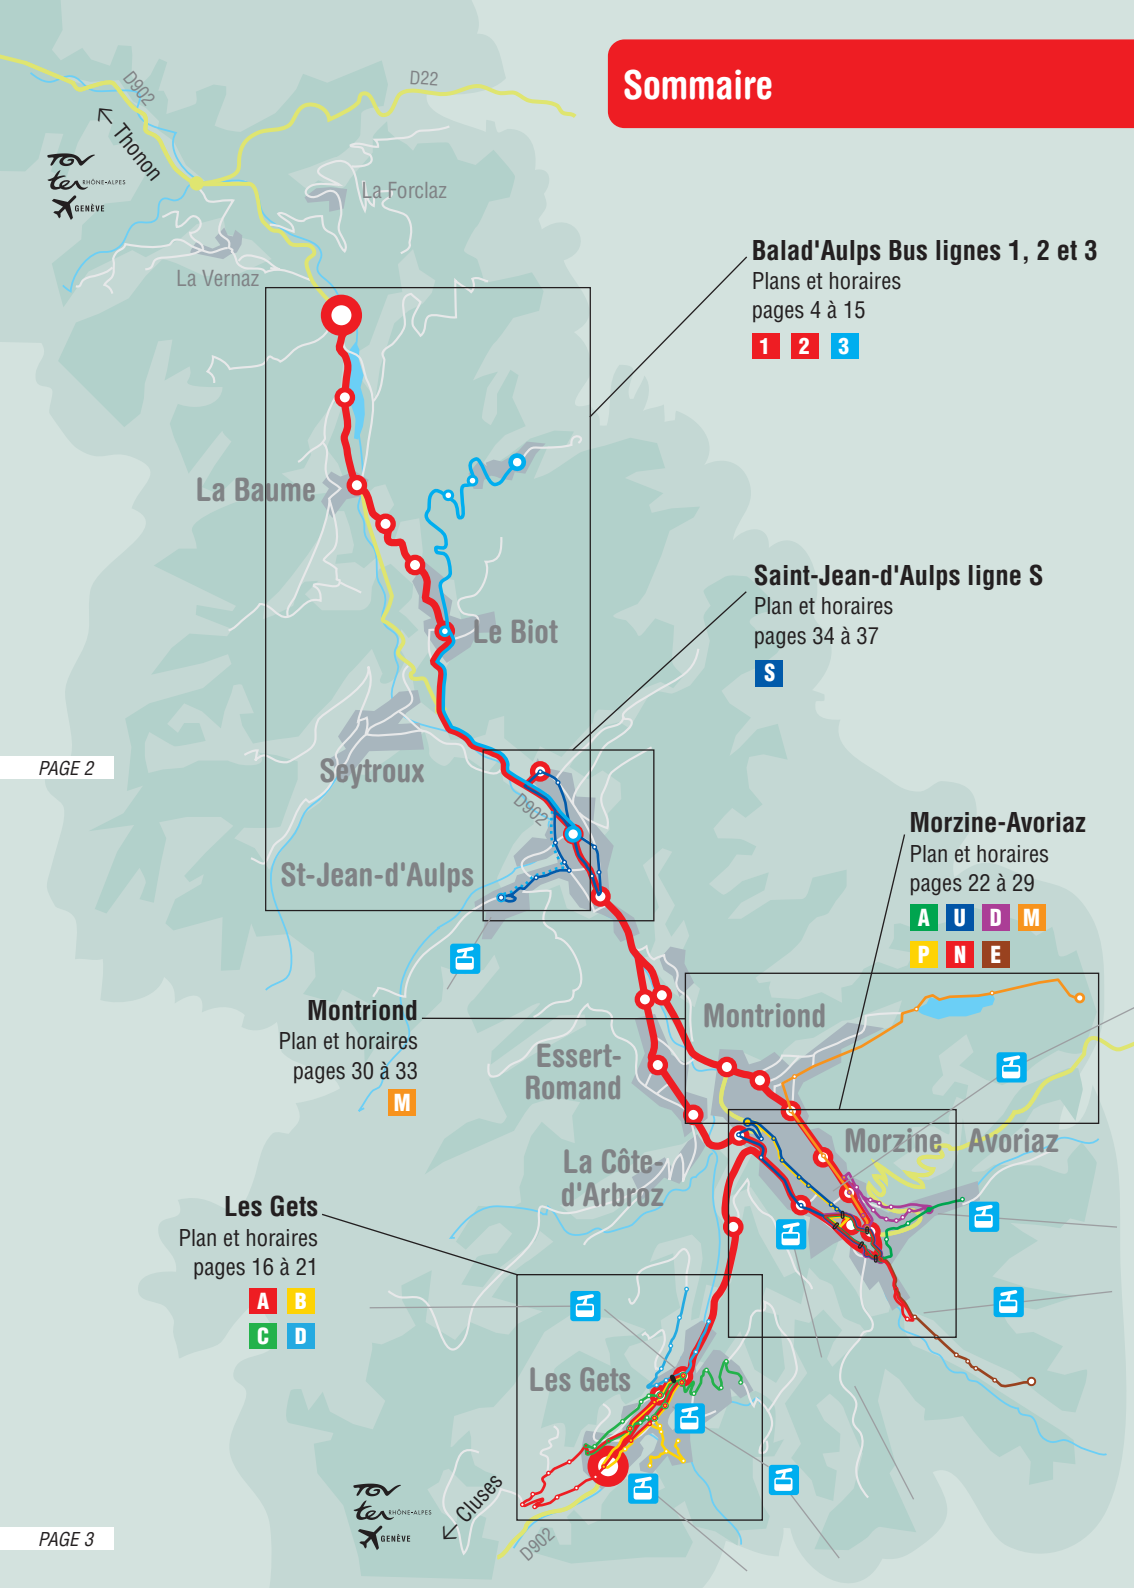 Sommaire
D902
D22
Thonon
TGV
ter RHÔNE-ALPES
GENÈVE
La Forclaz
La Vernaz
Balad'Aulps Bus lignes 1, 2 et 3
Plans et horaires
pages 4 à 15
1 2 3
La Baume
Le Biot
Saint-Jean-d'Aulps ligne S
Plan et horaires
pages 34 à 37
S
PAGE 2
Seytroux
D902
St-Jean-d'Aulps
Morzine-Avoriaz
Plan et horaires
pages 22 à 29
A U D M
P N E
Montriond
Plan et horaires
pages 30 à 33
M
Montriond
Essert-
Romand
Morzine
Avoriaz
La Côte-
d'Arbroz
Les Gets
Plan et horaires
pages 16 à 21
A B
C D
Les Gets
TGV
ter RHÔNE-ALPES
GENÈVE
Cluses
D902
PAGE 3